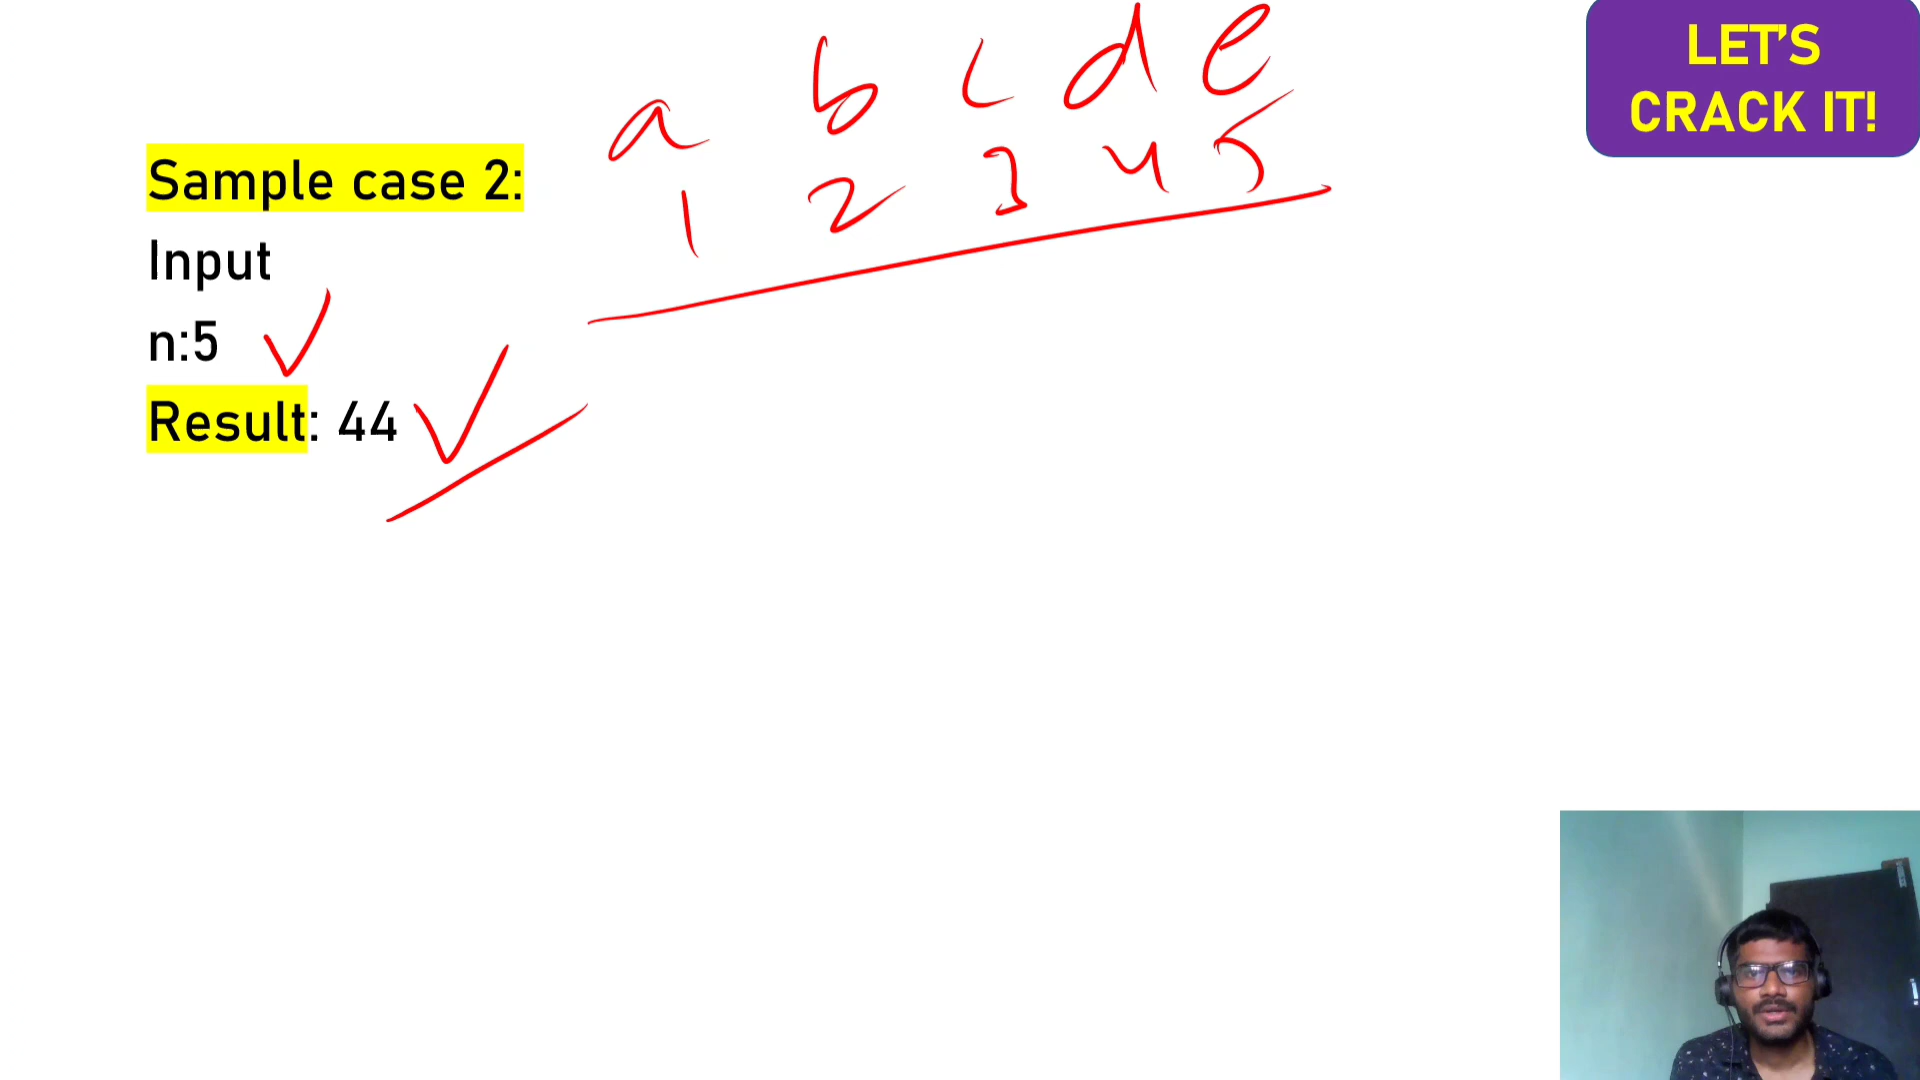 LET'S
CRACK IT!
a b c d e
1 2 3 4 5
Sample case 2:
Input
n:5
Result: 44